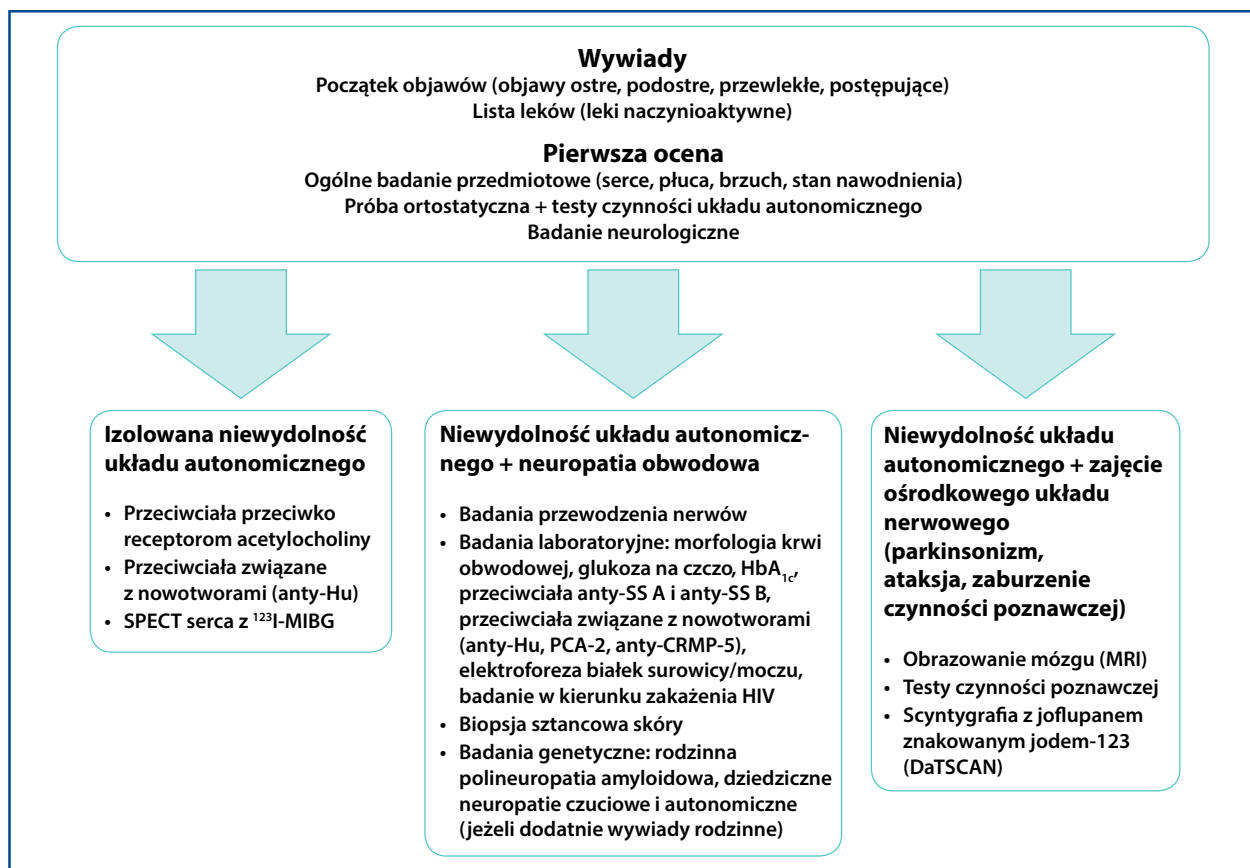 Wywiady
Początek objawów (objawy ostre, podostre, przewlekłe, postępujące)
Lista leków (leki naczynioaktywne)
Pierwsza ocena
Ogólne badanie przedmiotowe (serce, płuca, brzuch, stan nawodnienia)
Próba ortostatyczna + testy czynności układu autonomicznego
Badanie neurologiczne
Izolowana niewydolność
układu autonomicznego
• Przeciwciała przeciwko
receptorom acetylocholiny
• Przeciwciała związane
z nowotworami (anty-Hu)
• SPECT serca z ¹²³I-MIBG
Niewydolność układu autonomicz-
nego + neuropatia obwodowa
• Badania przewodzenia nerwów
• Badania laboratoryjne: morfologia krwi
obwodowej, glukoza na czczo, HbA₁c,
przeciwciała anty-SS A i anty-SS B,
przeciwciała związane z nowotworami
(anty-Hu, PCA-2, anty-CRMP-5),
elektroforeza białek surowicy/moczu,
badanie w kierunku zakażenia HIV
• Biopsja sztancowa skóry
• Badania genetyczne: rodzinna
polineuropatia amyloidowa, dziedziczne
neuropatie czuciowe i autonomiczne
(jeżeli dodatnie wywiady rodzinne)
Niewydolność układu
autonomicznego + zajęcie
ośrodkowego układu
nerwowego
(parkinsonizm,
ataksja, zaburzenie
czynności poznawczej)
• Obrazowanie mózgu (MRI)
• Testy czynności poznawczej
• Scyntygrafia z joflupanem
znakowanym jodem-123
(DaTSCAN)